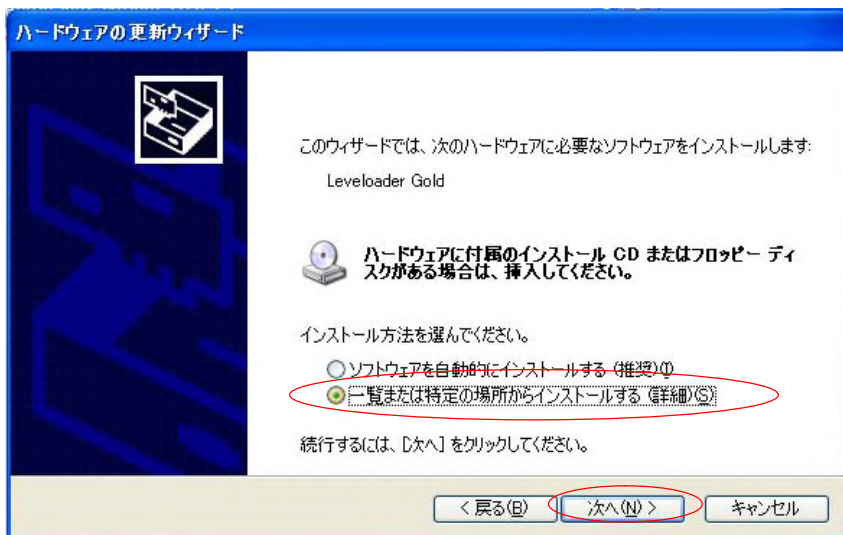 ハードウェアの更新ウィザード
このウィザードでは、次のハードウェアに必要なソフトウェアをインストールします:
Leveloader Gold
ハードウェアに付属のインストール CD またはフロッピー ディ
スクがある場合は、挿入してください。
インストール方法を選んでください。
ソフトウェアを自動的にインストールする (推奨)(I)
一覧または特定の場所からインストールする (詳細)(S)
続行するには、[次へ] をクリックしてください。
< 戻る(B) 次へ(N) > キャンセル